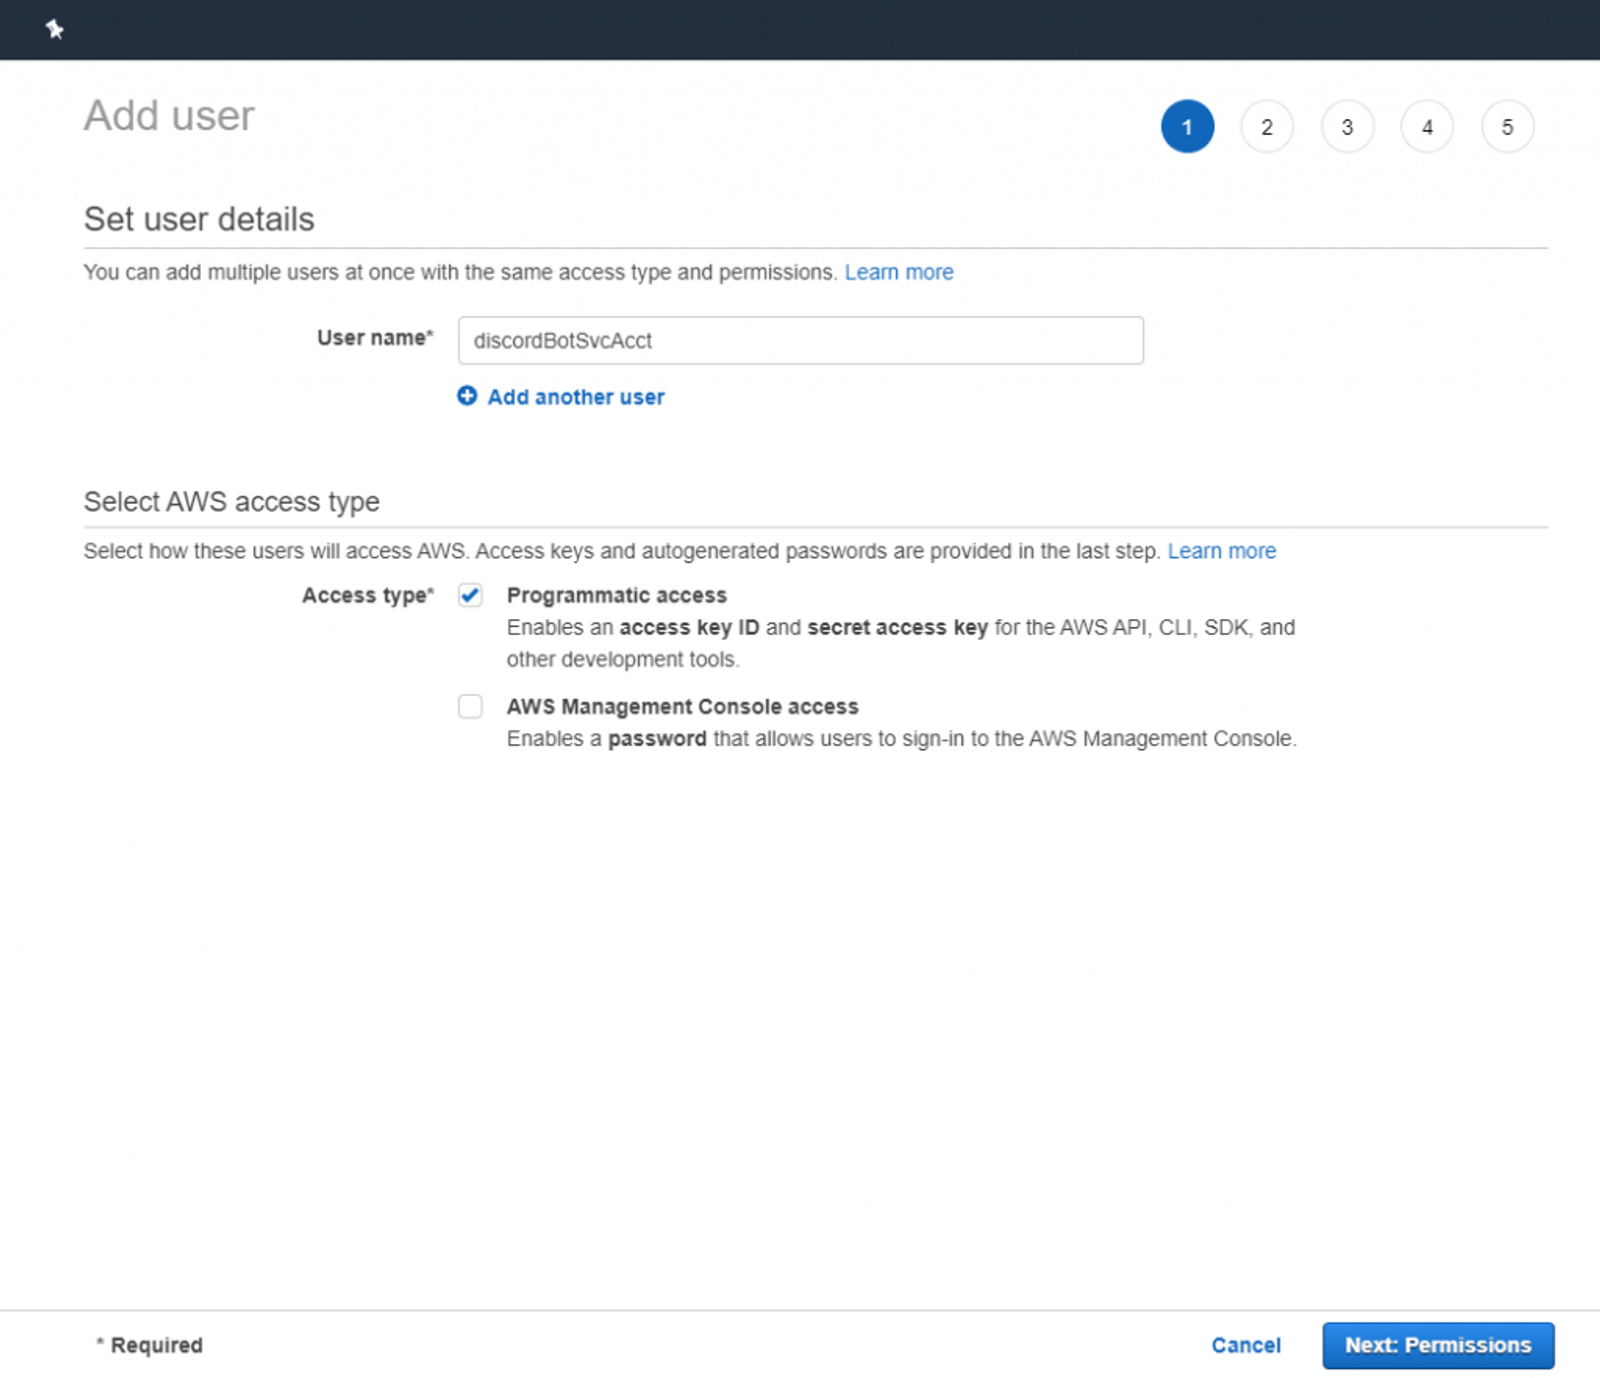 Add user
1 2 3 4 5
Set user details
You can add multiple users at once with the same access type and permissions. Learn more
User name* discordBotSvcAcct
Add another user
Select AWS access type
Select how these users will access AWS. Access keys and autogenerated passwords are provided in the last step. Learn more
Access type* Programmatic access
Enables an access key ID and secret access key for the AWS API, CLI, SDK, and
other development tools.
AWS Management Console access
Enables a password that allows users to sign-in to the AWS Management Console.
* Required Cancel Next: Permissions